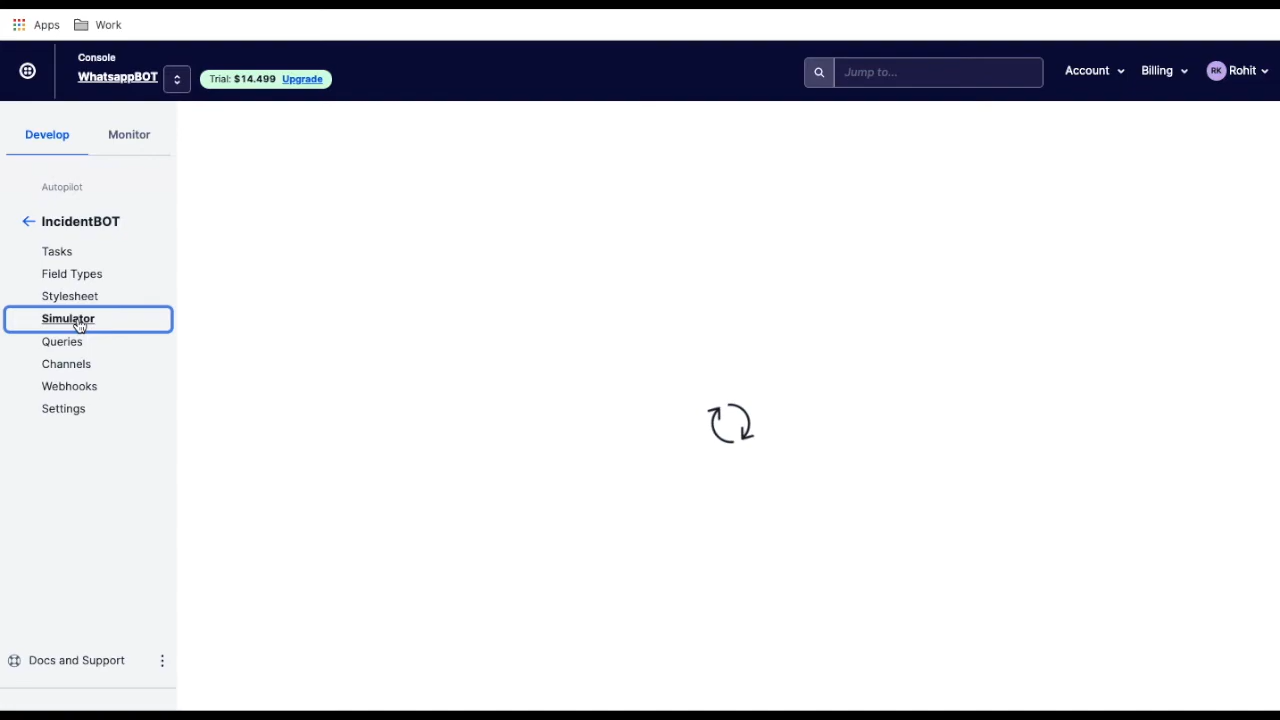 Apps Work
Console
WhatsappBOT
Trial: $14.499 Upgrade
Jump to...
Account Billing RK Rohit
Develop Monitor
Autopilot
IncidentBOT
Tasks
Field Types
Stylesheet
Simulator
Queries
Channels
Webhooks
Settings
Docs and Support